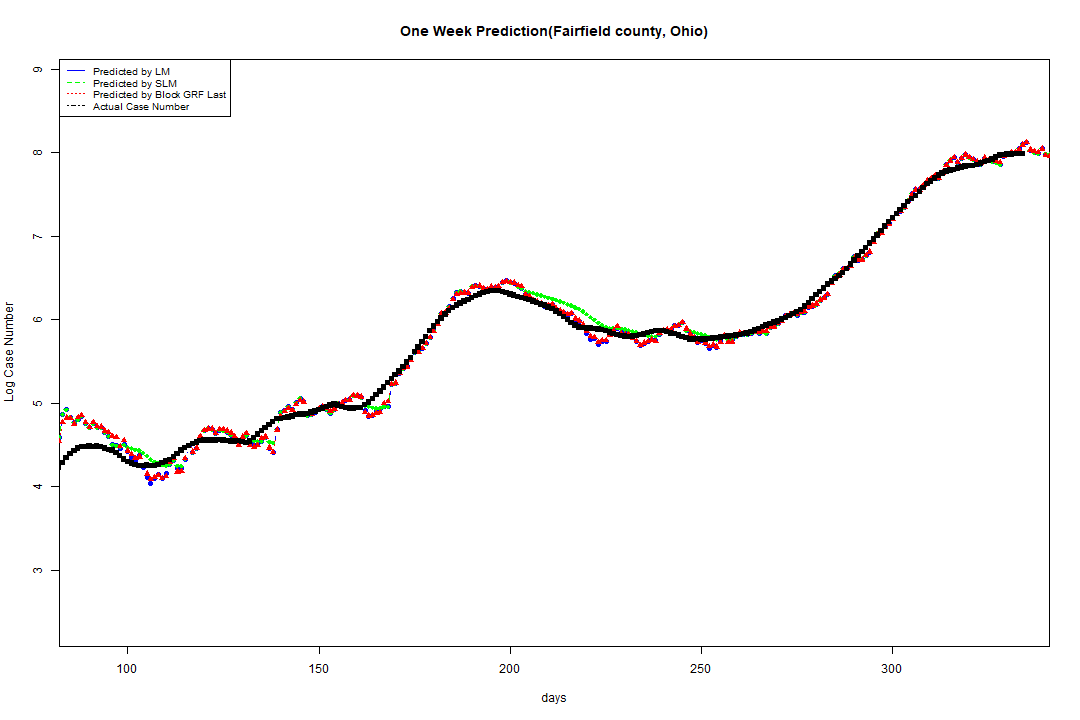 One Week Prediction(Fairfield county, Ohio)
Predicted by LM
Predicted by SLM
Predicted by Block GRF Last
Actual Case Number
9
8
7
6
5
4
3
Log Case Number
100 150 200 250 300
days